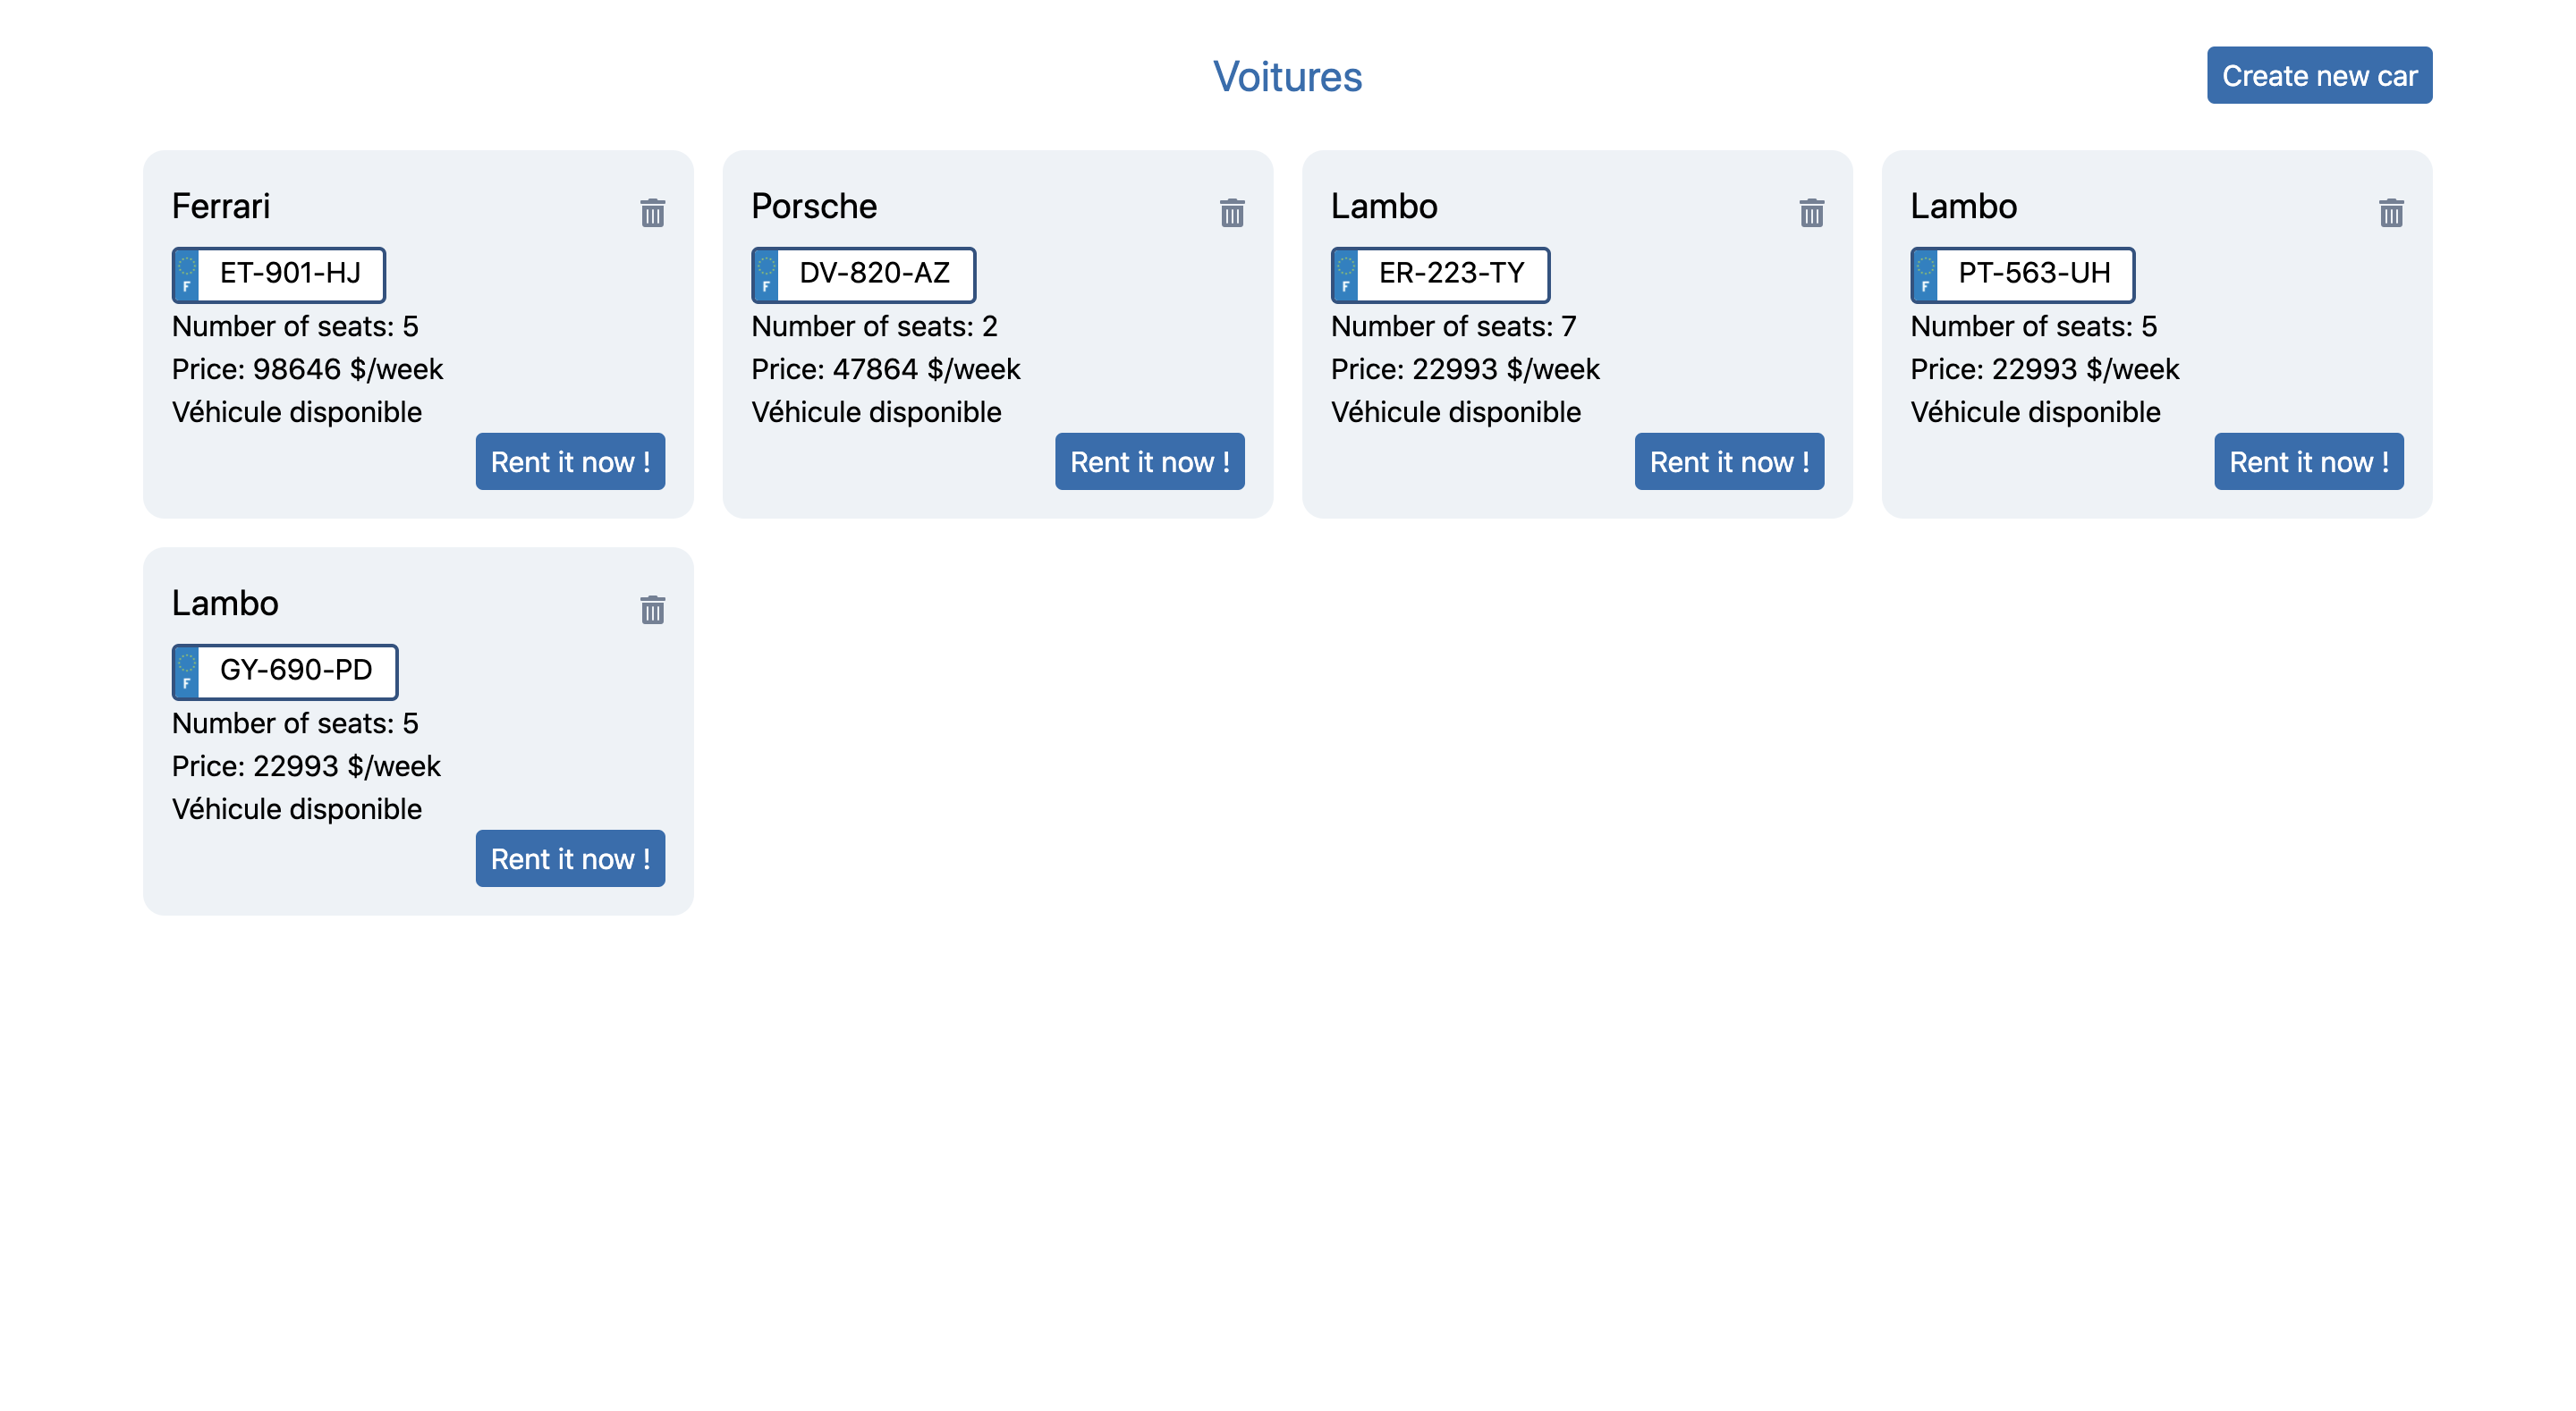 Voitures
Create new car
Ferrari
F ET-901-HJ
Number of seats: 5
Price: 98646 $/week
Véhicule disponible
Rent it now !
Porsche
F DV-820-AZ
Number of seats: 2
Price: 47864 $/week
Véhicule disponible
Rent it now !
Lambo
F ER-223-TY
Number of seats: 7
Price: 22993 $/week
Véhicule disponible
Rent it now !
Lambo
F PT-563-UH
Number of seats: 5
Price: 22993 $/week
Véhicule disponible
Rent it now !
Lambo
F GY-690-PD
Number of seats: 5
Price: 22993 $/week
Véhicule disponible
Rent it now !